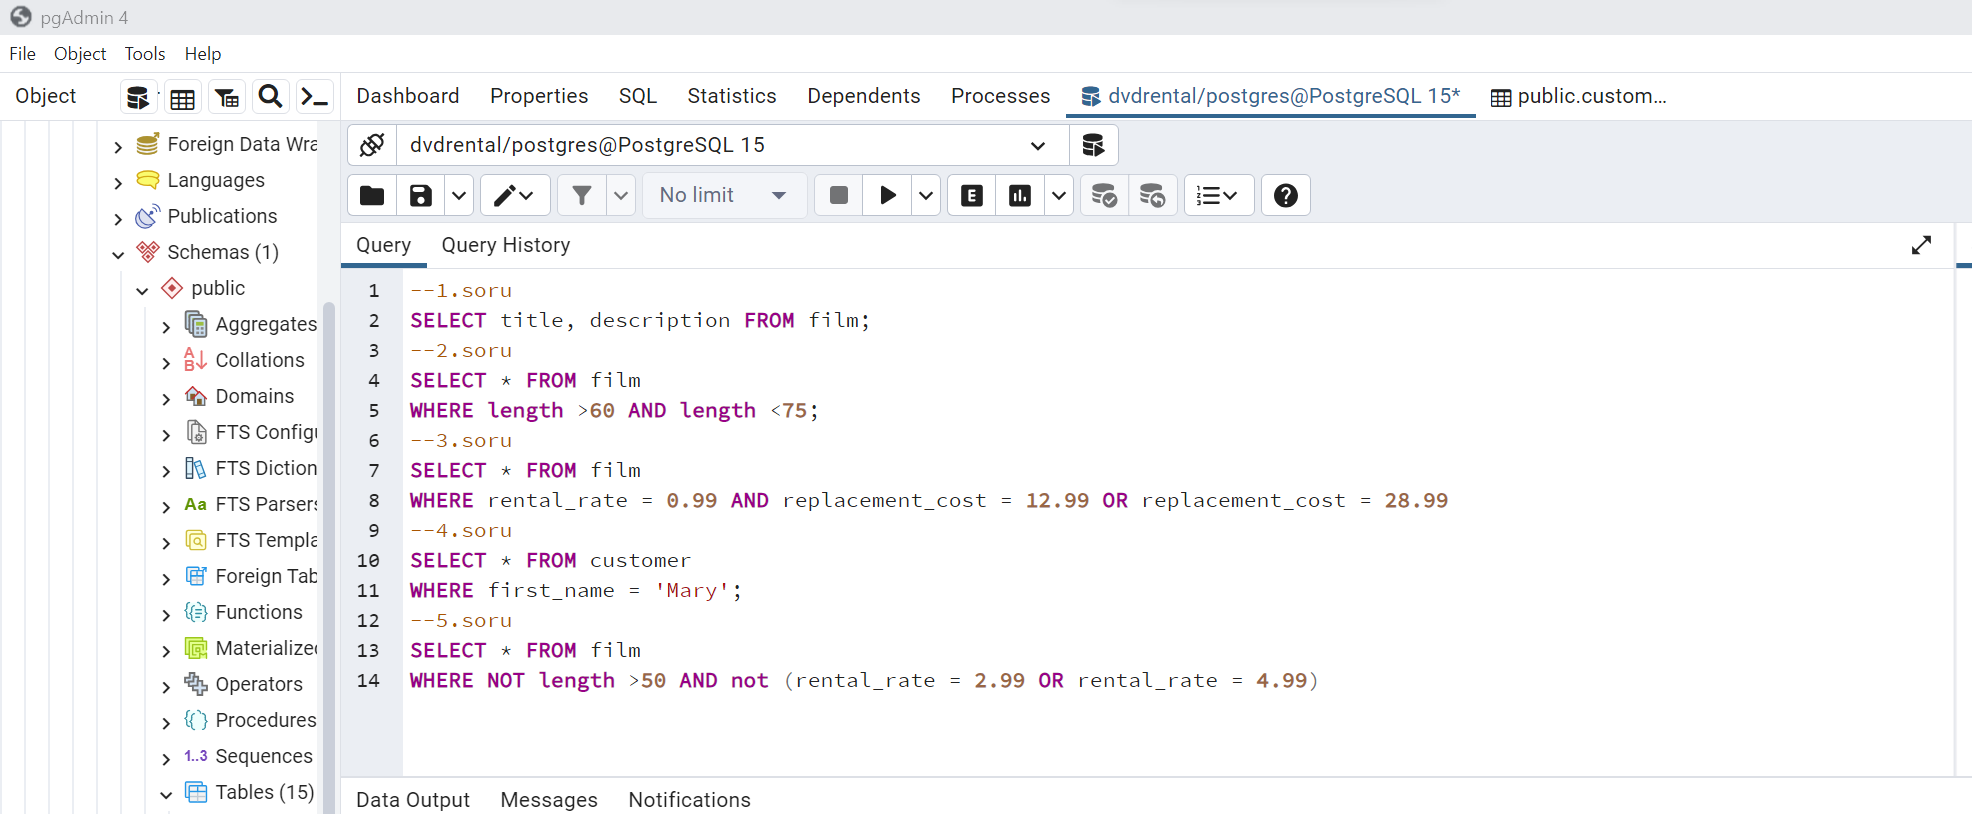 pgAdmin 4
File Object Tools Help
Object
Dashboard Properties SQL Statistics Dependents Processes dvdrental/postgres@PostgreSQL 15* public.custom...
Foreign Data Wra
Languages
Publications
Schemas (1)
public
Aggregates
Collations
Domains
FTS Configu
FTS Diction
FTS Parsers
FTS Templa
Foreign Tab
Functions
Materialized
Operators
Procedures
1..3 Sequences
Tables (15)
dvdrental/postgres@PostgreSQL 15
No limit
Query Query History
1 --1.soru
2 SELECT title, description FROM film;
3 --2.soru
4 SELECT * FROM film
5 WHERE length >60 AND length <75;
6 --3.soru
7 SELECT * FROM film
8 WHERE rental_rate = 0.99 AND replacement_cost = 12.99 OR replacement_cost = 28.99
9 --4.soru
10 SELECT * FROM customer
11 WHERE first_name = 'Mary';
12 --5.soru
13 SELECT * FROM film
14 WHERE NOT length >50 AND not (rental_rate = 2.99 OR rental_rate = 4.99)
Data Output Messages Notifications